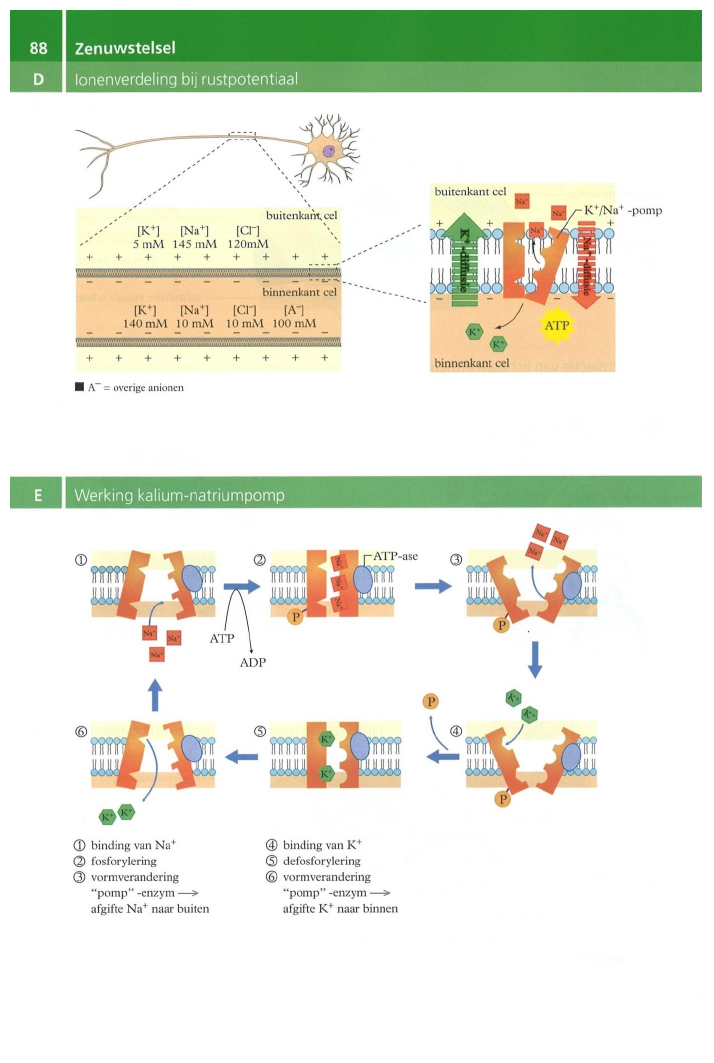 88 Zenuwstelsel
D Ionenverdeling bij rustpotentiaal
buitenkant cel
[K⁺] [Na⁺] [Cl⁻]
5 mM 145 mM 120mM
+ + + + + + + +
binnenkant cel
[K⁺] [Na⁺] [Cl⁻] [A⁻]
140 mM 10 mM 10 mM 100 mM
+ + + + + + + +
■ A⁻ = overige anionen
buitenkant cel
Na⁺
Na⁺
Na⁺
K⁺/Na⁺ -pomp
+ + +
K⁺-diffusie
Na⁺-diffusie
K⁺
K⁺
ATP
binnenkant cel
E Werking kalium-natriumpomp
①
Na⁺
Na⁺
Na⁺
ATP
ADP
②
ATP-ase
Na⁺
Na⁺
Na⁺
P
③
Na⁺
Na⁺
Na⁺
P
⑥
K⁺ K⁺
⑤
K⁺
K⁺
P
④
K⁺
K⁺
P
① binding van Na⁺
② fosforylering
③ vormverandering
“pomp” -enzym ⟶
afgifte Na⁺ naar buiten
④ binding van K⁺
⑤ defosforylering
⑥ vormverandering
“pomp” -enzym ⟶
afgifte K⁺ naar binnen